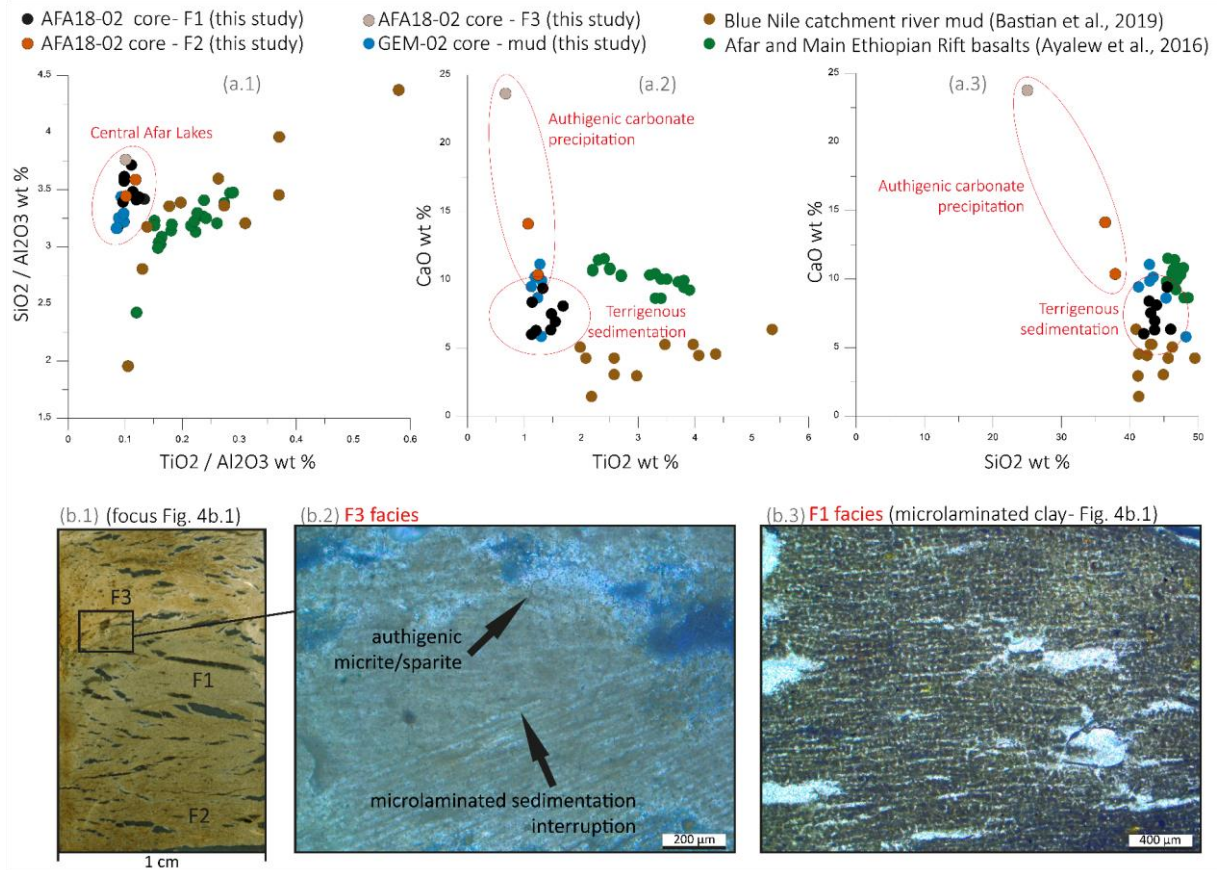 AFA18-02 core- F1 (this study)
AFA18-02 core - F2 (this study)
AFA18-02 core - F3 (this study)
GEM-02 core - mud (this study)
Blue Nile catchment river mud (Bastian et al., 2019)
Afar and Main Ethiopian Rift basalts (Ayalew et al., 2016)
(a.1)
Central Afar Lakes
SiO2 / Al2O3 wt %
4.5
4
3.5
3
2.5
2
1.5
0
0.1
0.2
0.3
0.4
0.5
0.6
TiO2 / Al2O3 wt %
(a.2)
Authigenic carbonate
precipitation
Terrigenous
sedimentation
CaO wt %
25
20
15
10
5
0
0
1
2
3
4
5
6
TiO2 wt %
(a.3)
Authigenic carbonate
precipitation
Terrigenous
sedimentation
CaO wt %
25
20
15
10
5
0
0
10
20
30
40
50
SiO2 wt %
(b.1) (focus Fig. 4b.1)
F3
F1
F2
1 cm
(b.2) F3 facies
authigenic
micrite/sparite
microlaminated sedimentation
interruption
200 µm
(b.3) F1 facies (microlaminated clay- Fig. 4b.1)
400 µm